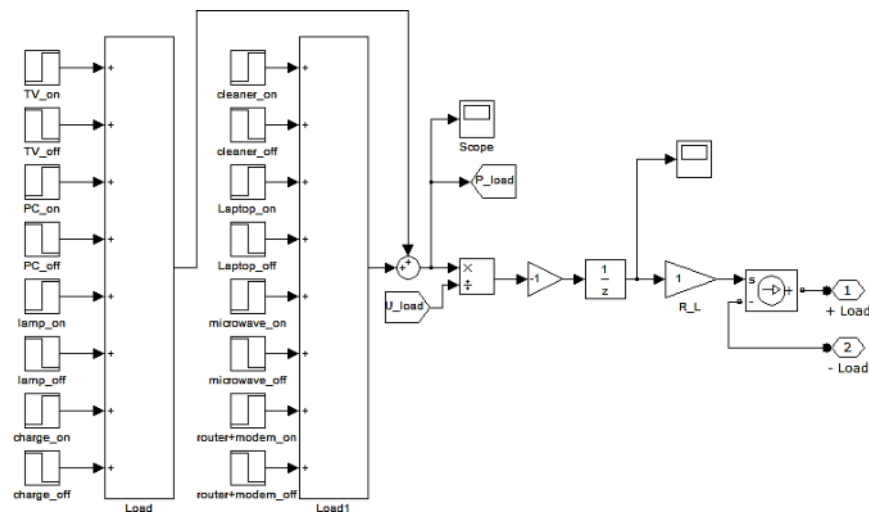 TV_on
TV_off
PC_on
PC_off
lamp_on
lamp_off
charge_on
charge_off
+
+
+
+
+
+
+
+
Load
cleaner_on
cleaner_off
Laptop_on
Laptop_off
microwave_on
microwave_off
router+modem_on
router+modem_off
+
+
+
+
+
+
+
+
Load1
+
+
Scope
P_load
U_load
×
÷
-1
1
z
1
R_L
s
-
+
1
+ Load
2
- Load